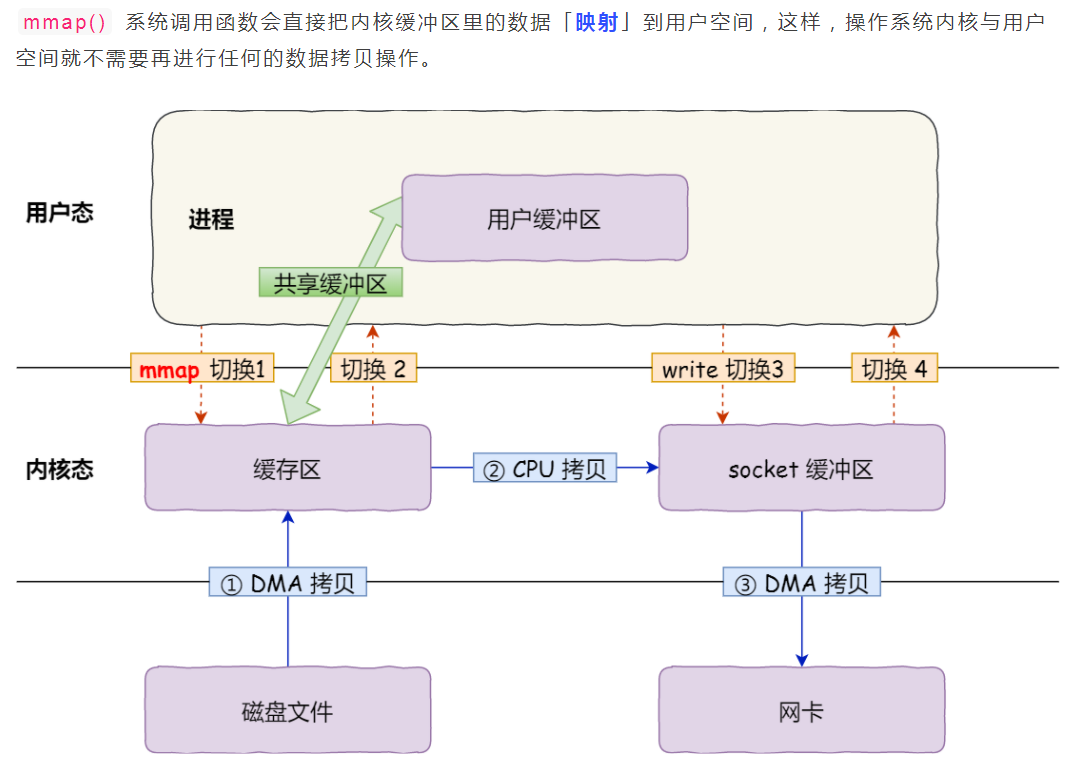 mmap() 系统调用函数会直接把内核缓冲区里的数据「映射」到用户空间，这样，操作系统内核与用户
空间就不需要再进行任何的数据拷贝操作。
用户态
进程
用户缓冲区
共享缓冲区
mmap 切换1
切换 2
write 切换3
切换 4
内核态
缓存区
② CPU 拷贝
socket 缓冲区
① DMA 拷贝
③ DMA 拷贝
磁盘文件
网卡